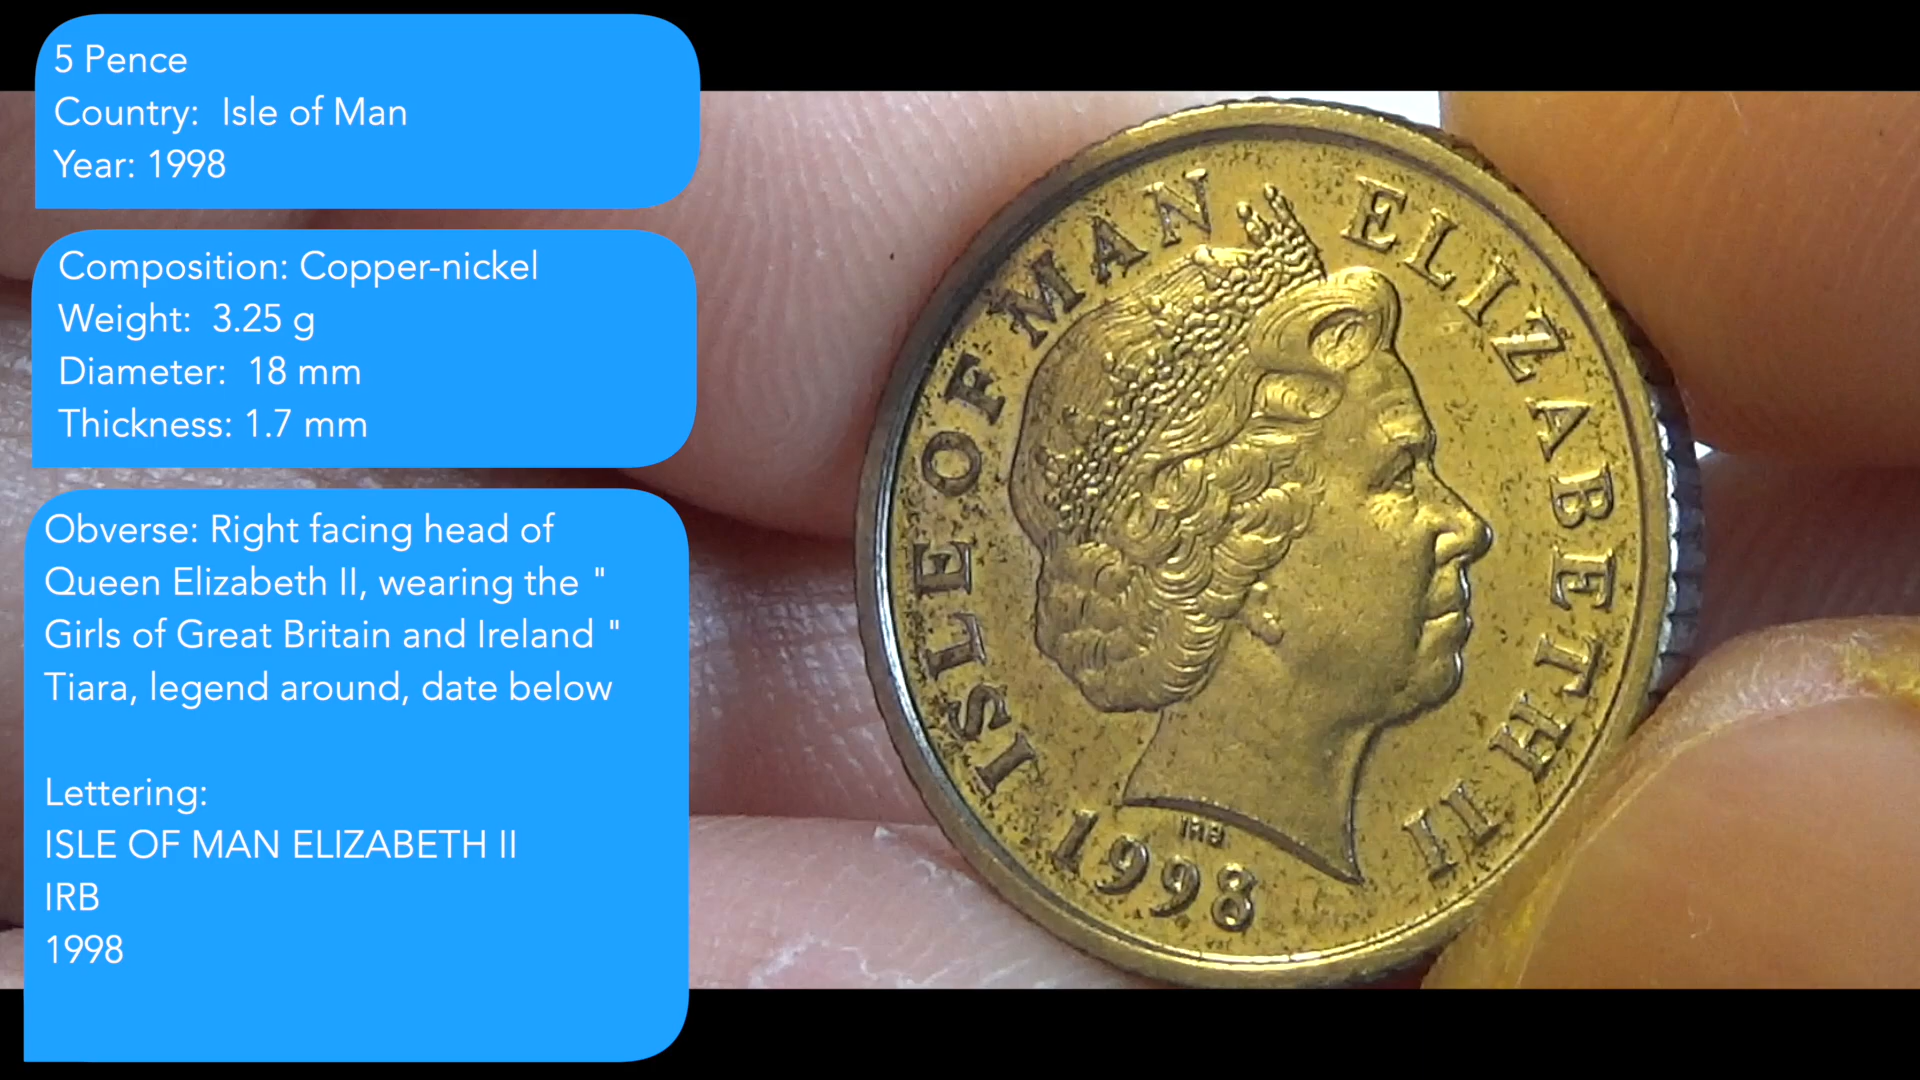 5 Pence
Country: Isle of Man
Year: 1998
Composition: Copper-nickel
Weight: 3.25 g
Diameter: 18 mm
Thickness: 1.7 mm
Obverse: Right facing head of
Queen Elizabeth II, wearing the "
Girls of Great Britain and Ireland "
Tiara, legend around, date below
Lettering:
ISLE OF MAN ELIZABETH II
IRB
1998
ISLE OF MAN ELIZABETH II
IRB
1998